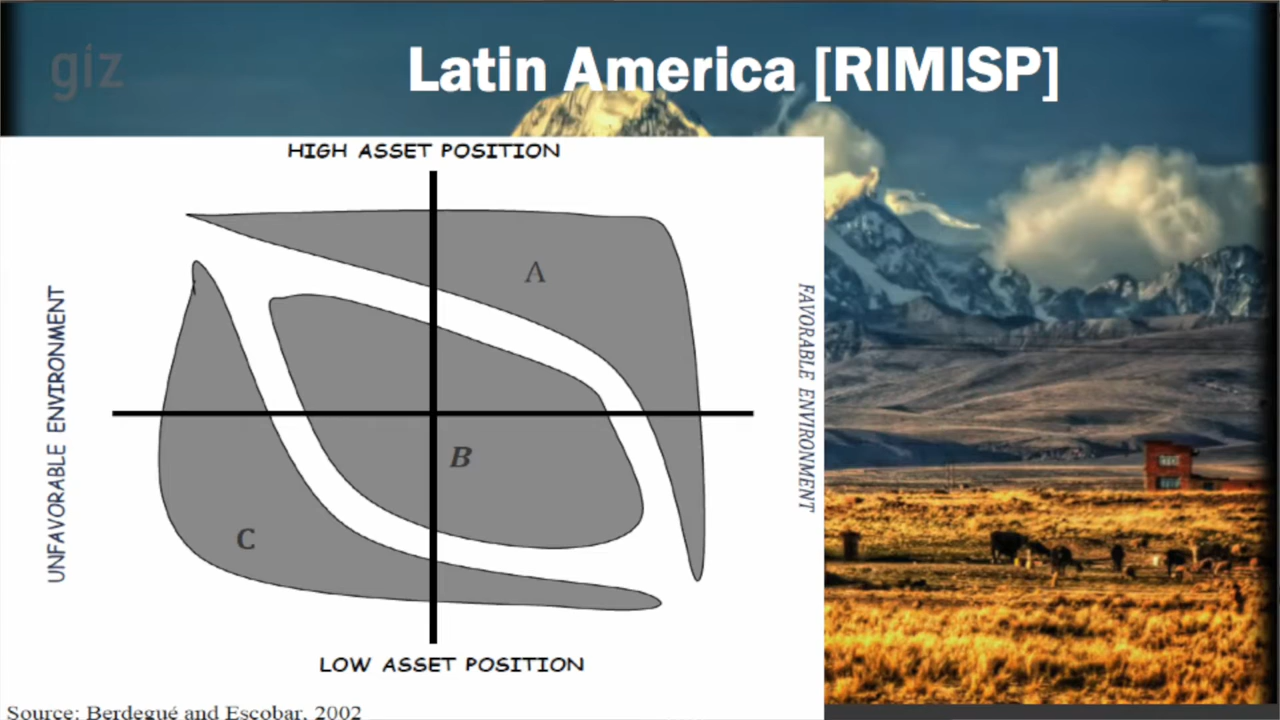 giz
Latin America [RIMISP]
HIGH ASSET POSITION
A
UNFAVORABLE ENVIRONMENT
FAVORABLE ENVIRONMENT
B
C
LOW ASSET POSITION
Source: Berdegué and Escobar, 2002